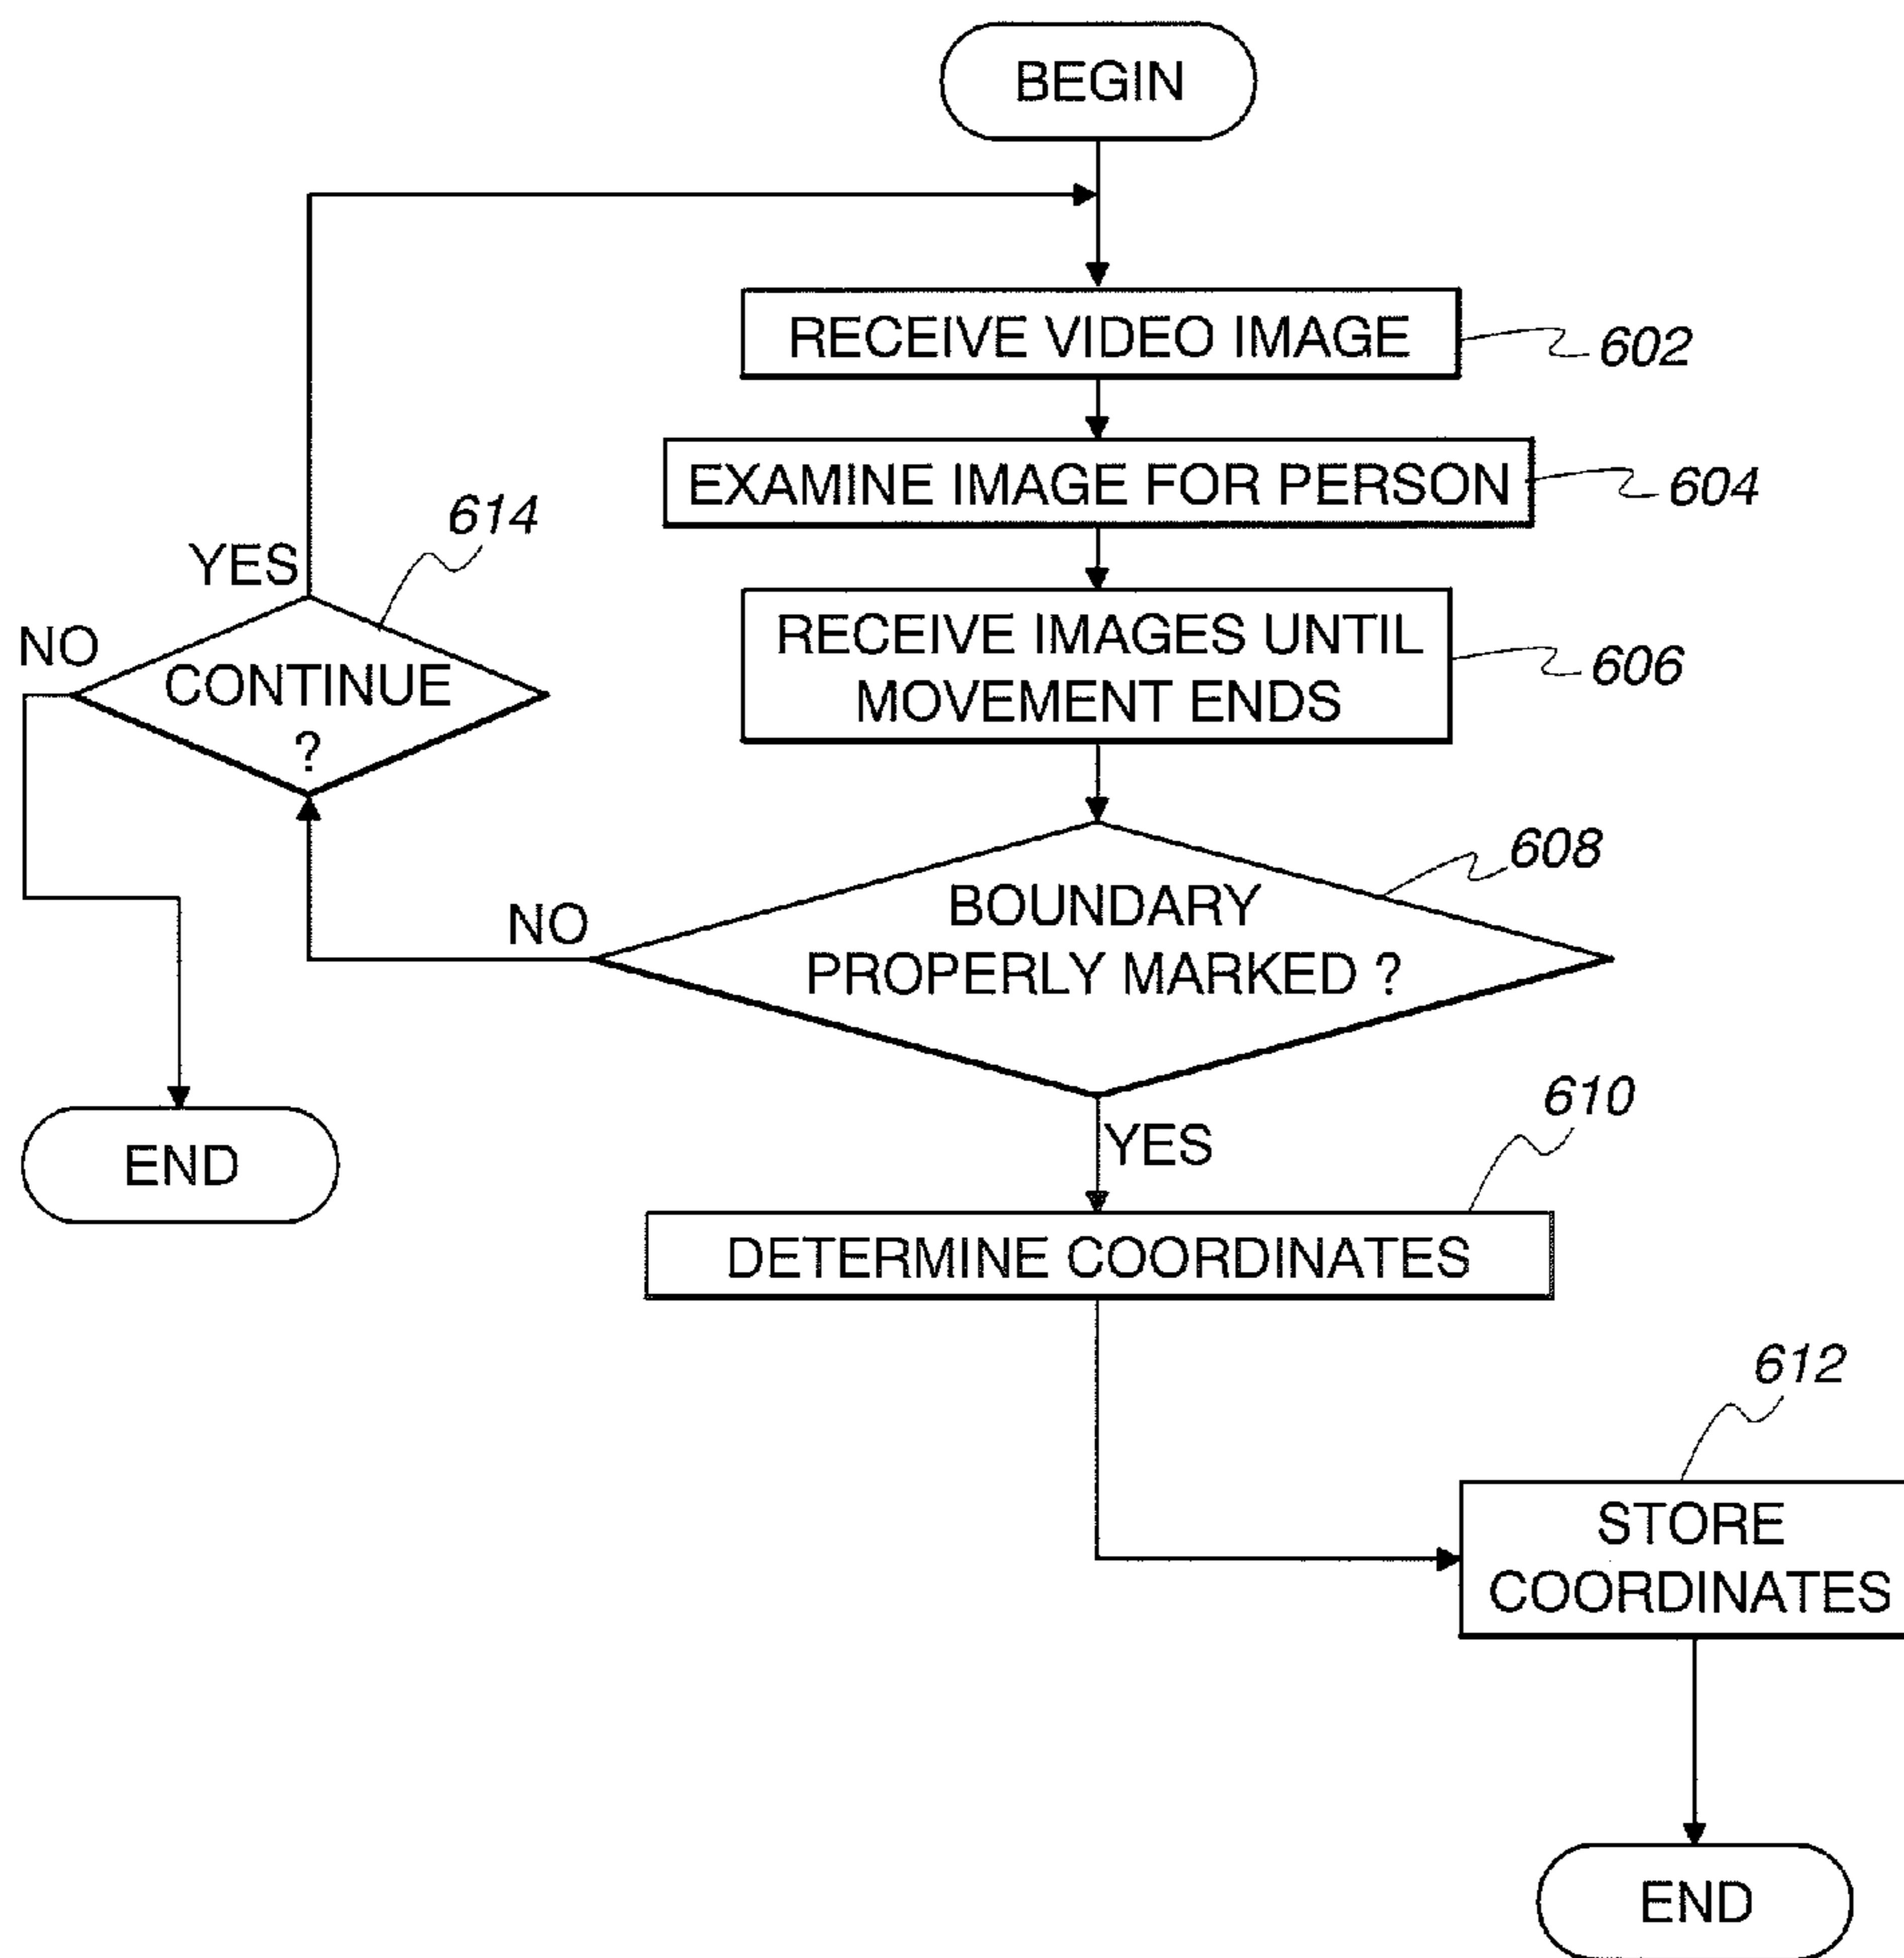 BEGIN
RECEIVE VIDEO IMAGE
602
EXAMINE IMAGE FOR PERSON
604
RECEIVE IMAGES UNTIL
MOVEMENT ENDS
606
BOUNDARY
PROPERLY MARKED ?
608
NO
YES
614
CONTINUE
?
YES
NO
END
610
DETERMINE COORDINATES
612
STORE
COORDINATES
END